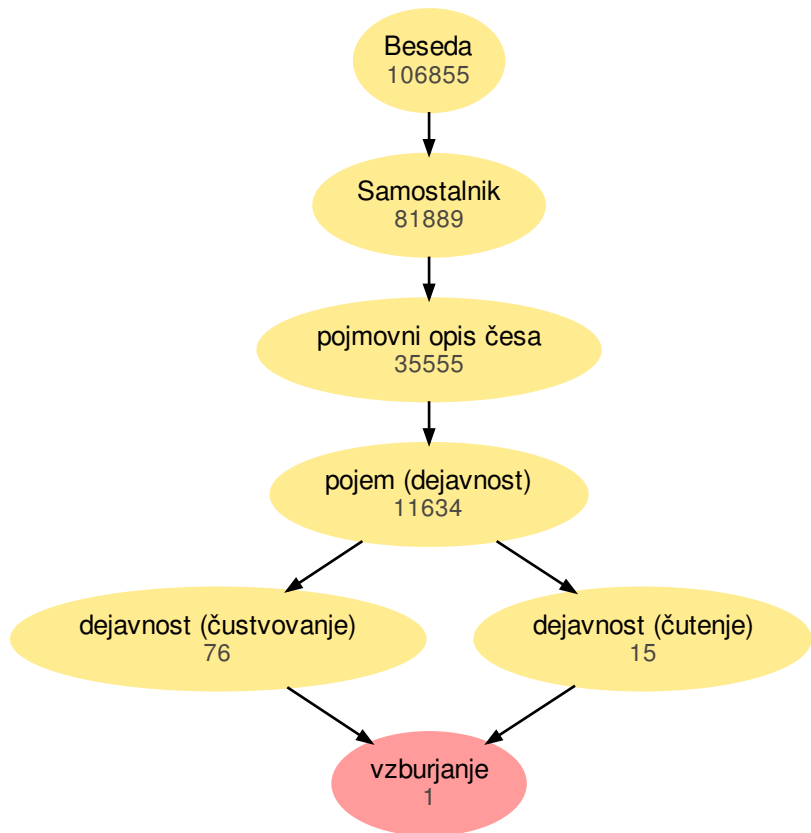 Beseda
106855
Samostalnik
81889
pojmovni opis česa
35555
pojem (dejavnost)
11634
dejavnost (čustvovanje)
76
dejavnost (čutenje)
15
vzburjanje
1